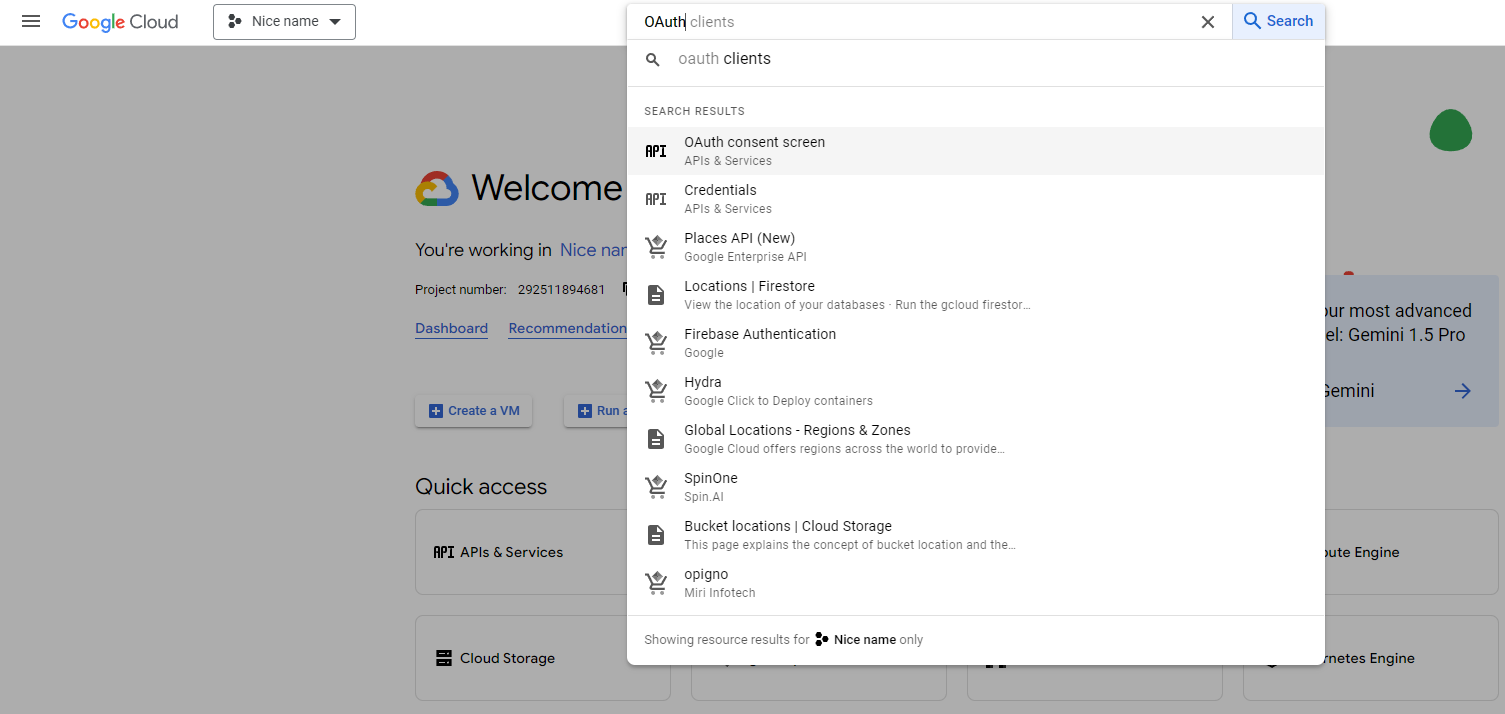 Google Cloud
Nice name
OAuth clients
Search
oauth clients
SEARCH RESULTS
OAuth consent screen
APIs & Services
Credentials
APIs & Services
Places API (New)
Google Enterprise API
Locations | Firestore
View the location of your databases · Run the gcloud firestor...
Firebase Authentication
Google
Hydra
Google Click to Deploy containers
Global Locations - Regions & Zones
Google Cloud offers regions across the world to provide...
SpinOne
Spin.AI
Bucket locations | Cloud Storage
This page explains the concept of bucket location and the...
opigno
Miri Infotech
Showing resource results for Nice name only
Welcome
You're working in Nice nar
Project number: 292511894681
Dashboard
Recommendation
Create a VM
Run a
Quick access
API APIs & Services
Cloud Storage
our most advanced
el: Gemini 1.5 Pro
Gemini
oute Engine
rnetes Engine